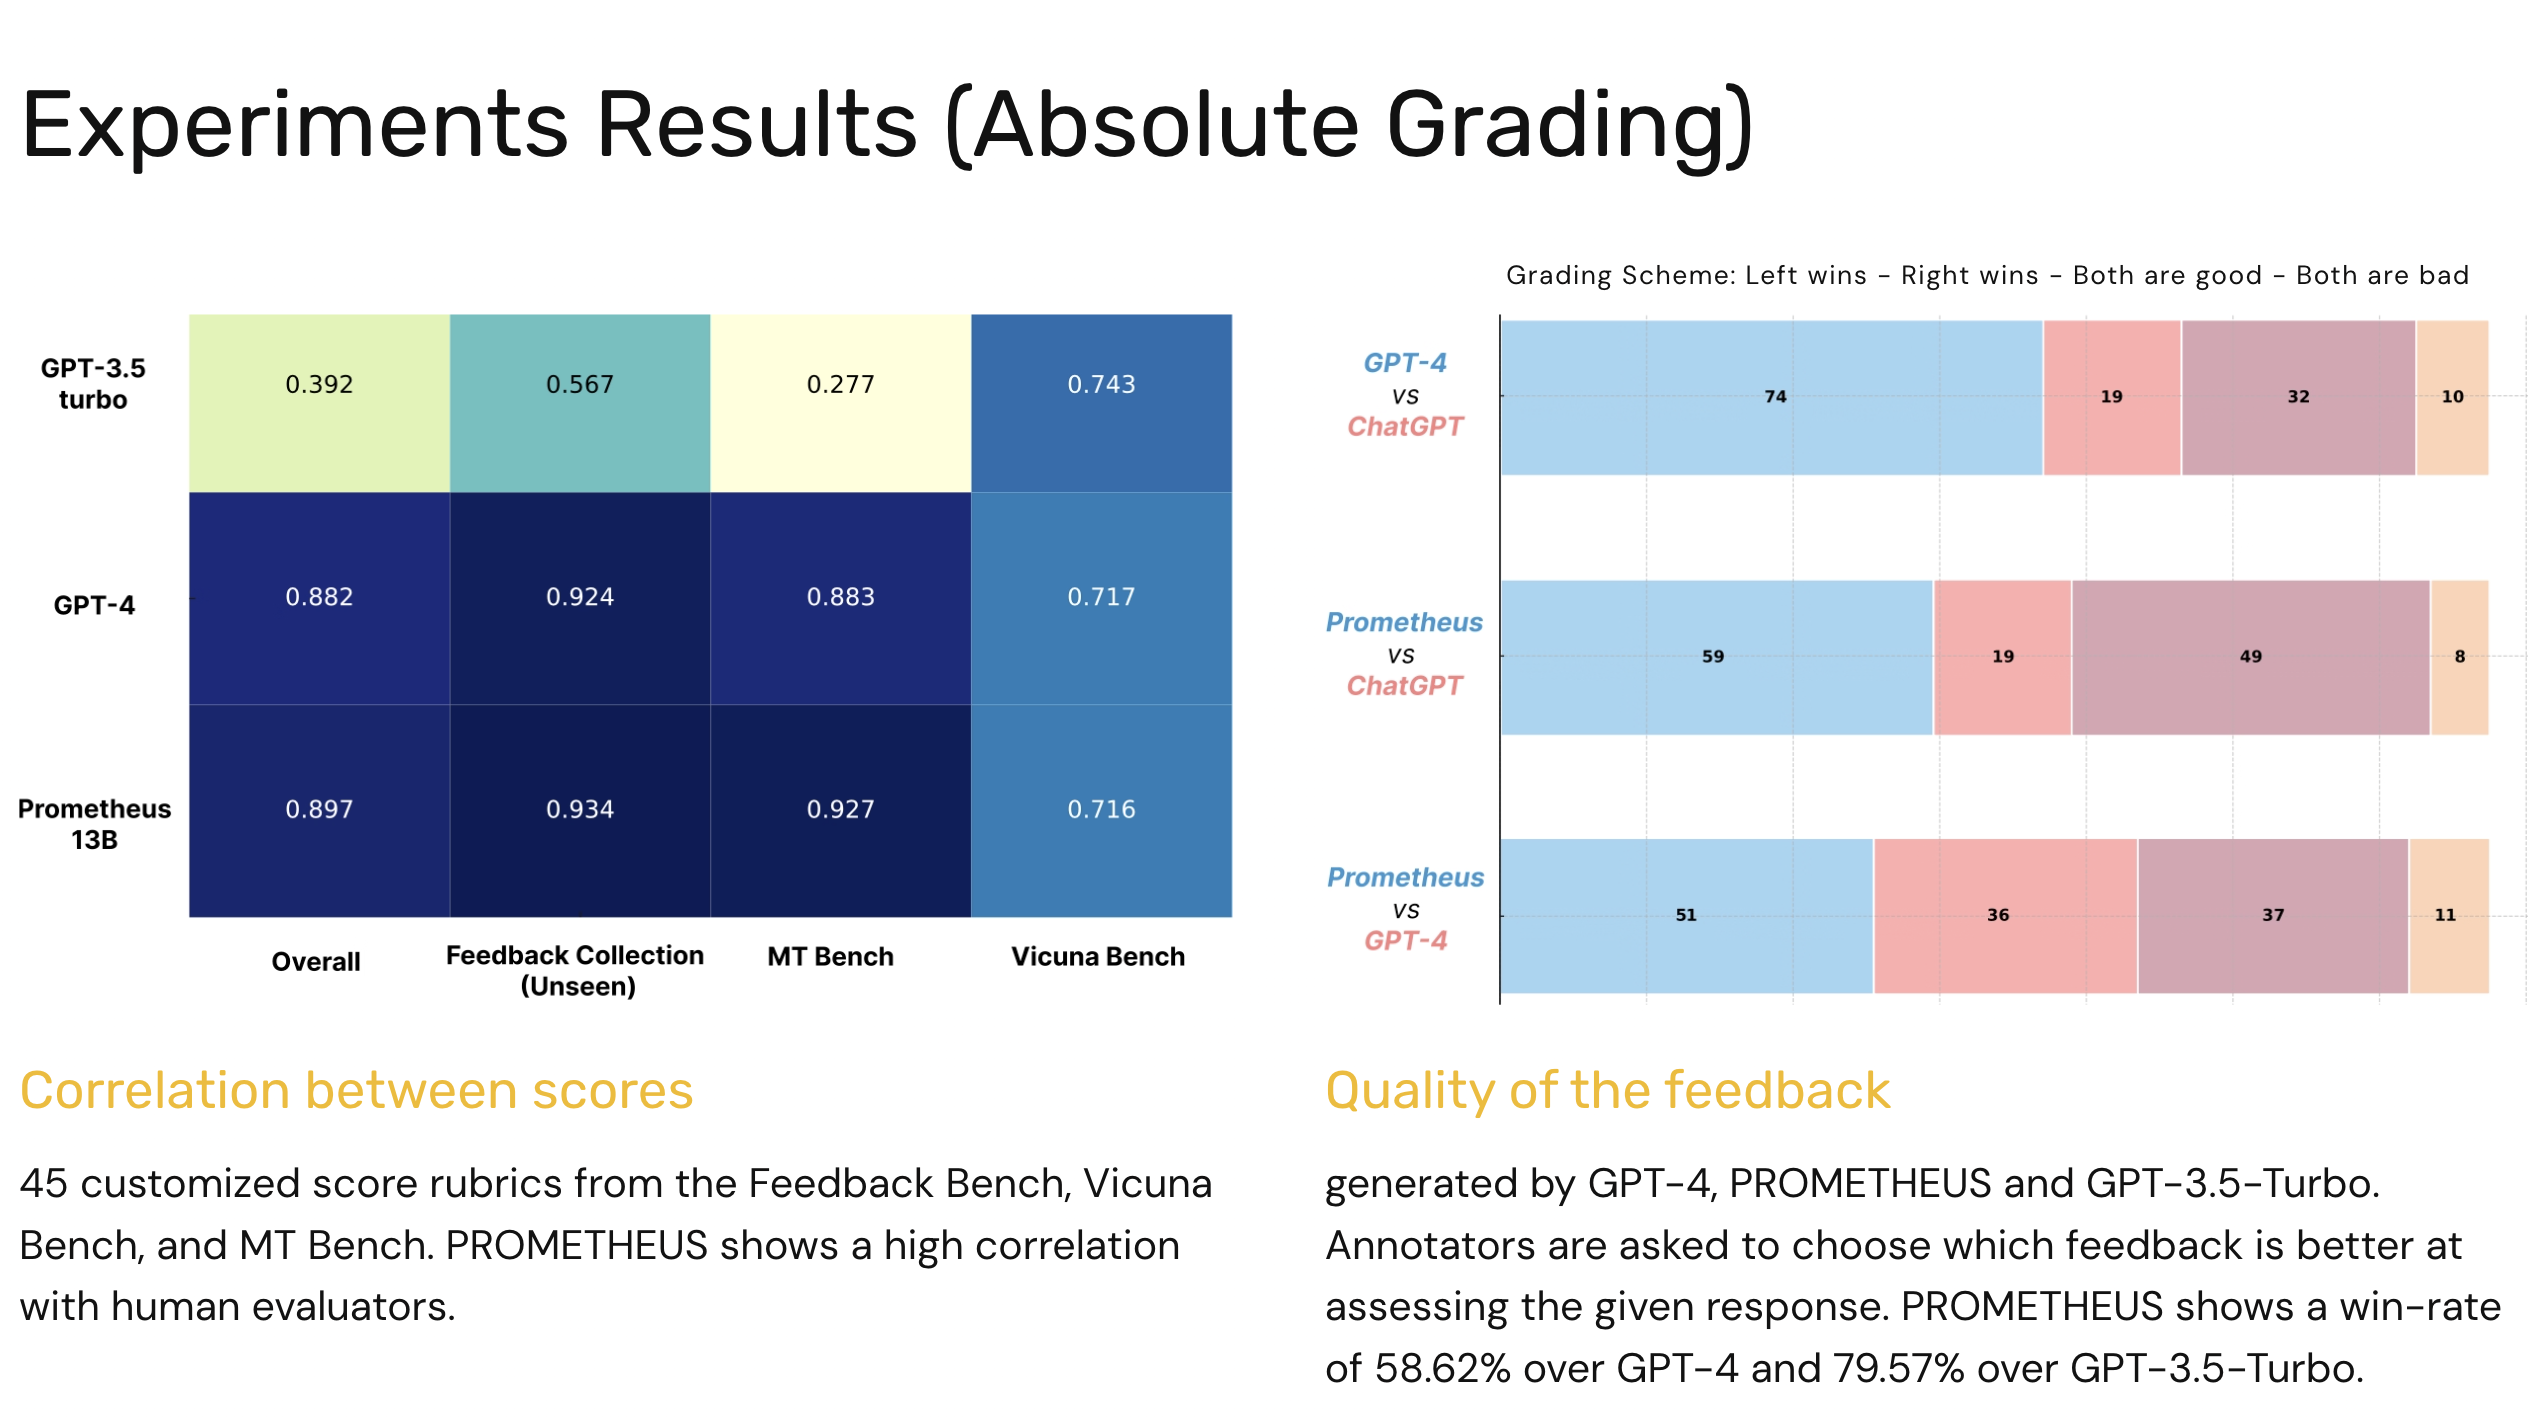 Experiments Results (Absolute Grading)
GPT-3.5
turbo
0.392 0.567 0.277 0.743
GPT-4
0.882 0.924 0.883 0.717
Prometheus
13B
0.897 0.934 0.927 0.716
Overall
Feedback Collection
(Unseen)
MT Bench
Vicuna Bench
Grading Scheme: Left wins - Right wins - Both are good - Both are bad
GPT-4
vs
ChatGPT
74 19 32 10
Prometheus
vs
ChatGPT
59 19 49 8
Prometheus
vs
GPT-4
51 36 37 11
Correlation between scores
45 customized score rubrics from the Feedback Bench, Vicuna
Bench, and MT Bench. PROMETHEUS shows a high correlation
with human evaluators.
Quality of the feedback
generated by GPT-4, PROMETHEUS and GPT-3.5-Turbo.
Annotators are asked to choose which feedback is better at
assessing the given response. PROMETHEUS shows a win-rate
of 58.62% over GPT-4 and 79.57% over GPT-3.5-Turbo.